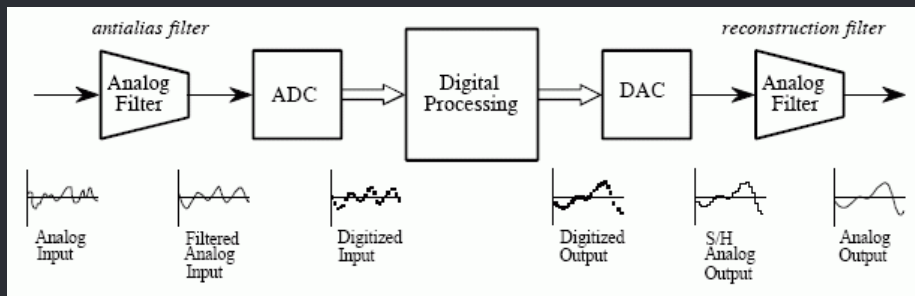 antialias filter
reconstruction filter
Analog
Filter
ADC
Digital
Processing
DAC
Analog
Filter
Analog
Input
Filtered
Analog
Input
Digitized
Input
Digitized
Output
S/H
Analog
Output
Analog
Output